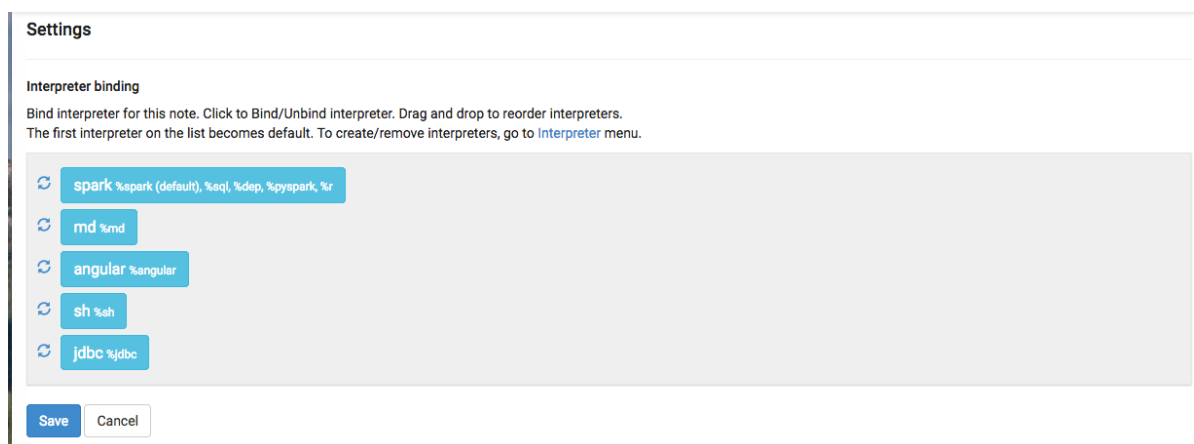 Settings
Interpreter binding
Bind interpreter for this note. Click to Bind/Unbind interpreter. Drag and drop to reorder interpreters.
The first interpreter on the list becomes default. To create/remove interpreters, go to Interpreter menu.
spark %spark (default), %sql, %dep, %pyspark, %r
md %md
angular %angular
sh %sh
jdbc %jdbc
Save Cancel